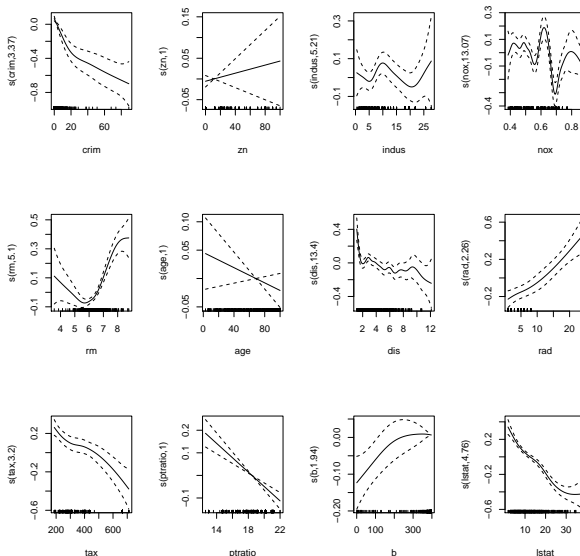 s(crim,3.37)
−0.8 −0.4 0.0
0 20 60
crim
s(zn,1)
−0.05 0.05 0.15
0 20 60 100
zn
s(indus,5.21)
−0.1 0.1 0.3
0 5 15 25
indus
s(nox,13.07)
−0.4 −0.1 0.1 0.3
0.4 0.6 0.8
nox
s(rm,5.1)
−0.1 0.1 0.3 0.5
4 5 6 7 8
rm
s(age,1)
−0.05 0.05 0.10
0 20 60 100
age
s(dis,13.4)
−0.4 0.0 0.4
2 4 6 8 12
dis
s(rad,2.26)
−0.2 0.2 0.6
5 10 20
rad
s(tax,3.2)
−0.6 −0.2 0.2
200 400 600
tax
s(ptratio,1)
−0.1 0.1 0.2
14 16 18 20 22
ptratio
s(b,1.94)
−0.20 −0.10 0.00
0 100 300
b
s(lstat,4.76)
−0.6 −0.2 0.2
10 20 30
lstat